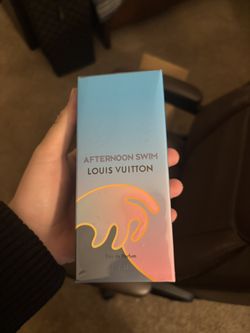 AFTERNOON SWIM
LOUIS VUITTON
Eau de Parfum